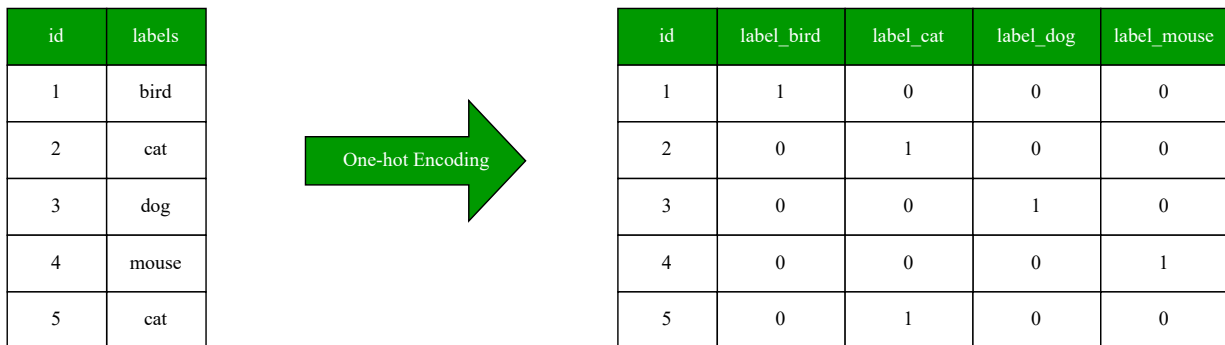 id labels
1 bird
2 cat
3 dog
4 mouse
5 cat
One-hot Encoding
id label_bird label_cat label_dog label_mouse
1 1 0 0 0
2 0 1 0 0
3 0 0 1 0
4 0 0 0 1
5 0 1 0 0